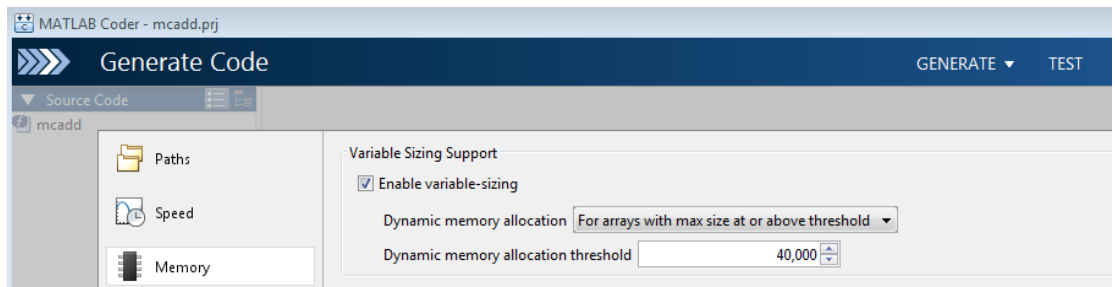 MATLAB Coder - mcadd.prj
Generate Code
GENERATE TEST
Source Code
mcadd
Paths
Speed
Memory
Variable Sizing Support
Enable variable-sizing
Dynamic memory allocation For arrays with max size at or above threshold
Dynamic memory allocation threshold 40,000